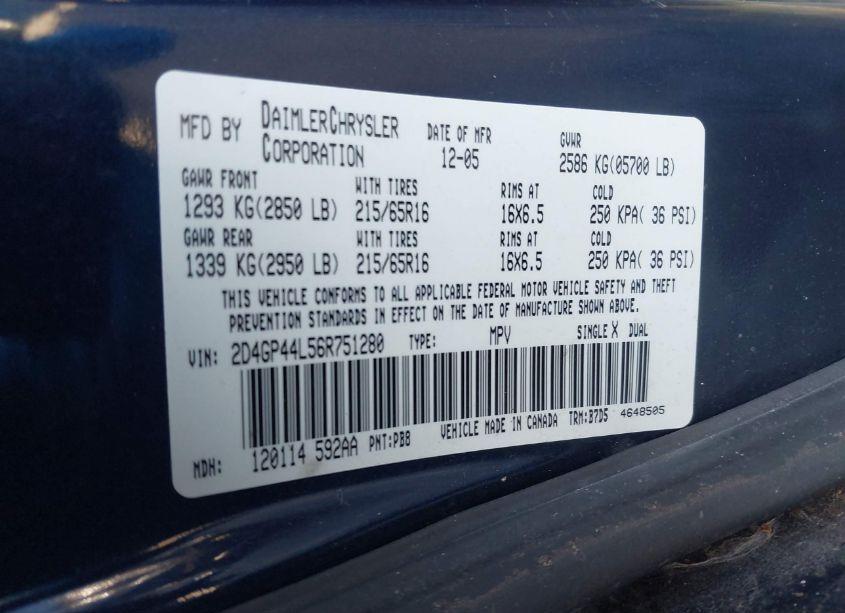 MFD BY DAIMLERCHRYSLER CORPORATION DATE OF MFR 12-05 GVWR 2586 KG(05700 LB)
GAWR FRONT WITH TIRES RIMS AT COLD
1293 KG(2850 LB) 215/65R16 16X6.5 250 KPA( 36 PSI)
GAWR REAR WITH TIRES RIMS AT COLD
1339 KG(2950 LB) 215/65R16 16X6.5 250 KPA( 36 PSI)
THIS VEHICLE CONFORMS TO ALL APPLICABLE FEDERAL MOTOR VEHICLE SAFETY AND THEFT
PREVENTION STANDARDS IN EFFECT ON THE DATE OF MANUFACTURE SHOWN ABOVE.
VIN: 2D4GP44L56R751280 TYPE: MPV SINGLE X DUAL
MDH: 120114 592AA PNT:PBB VEHICLE MADE IN CANADA TRM:B7D5 4648505